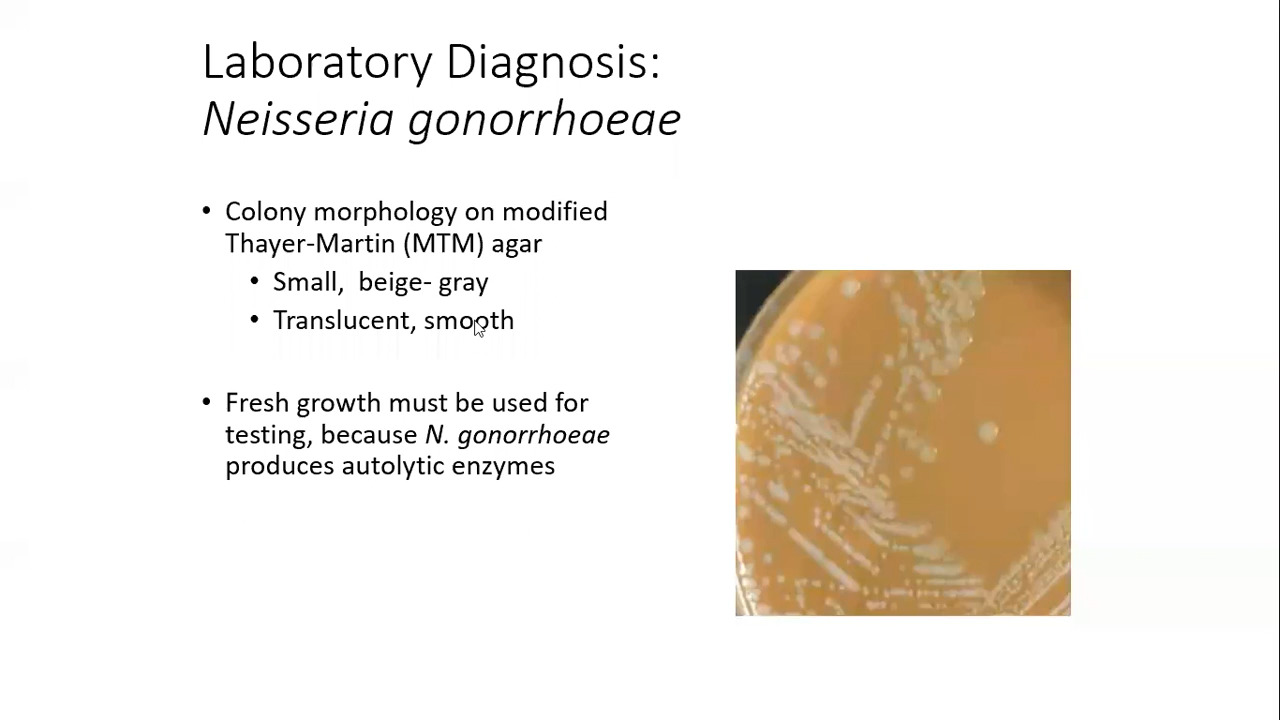 Laboratory Diagnosis:
Neisseria gonorrhoeae
• Colony morphology on modified
Thayer-Martin (MTM) agar
• Small,  beige- gray
• Translucent, smooth
• Fresh growth must be used for
testing, because N. gonorrhoeae
produces autolytic enzymes